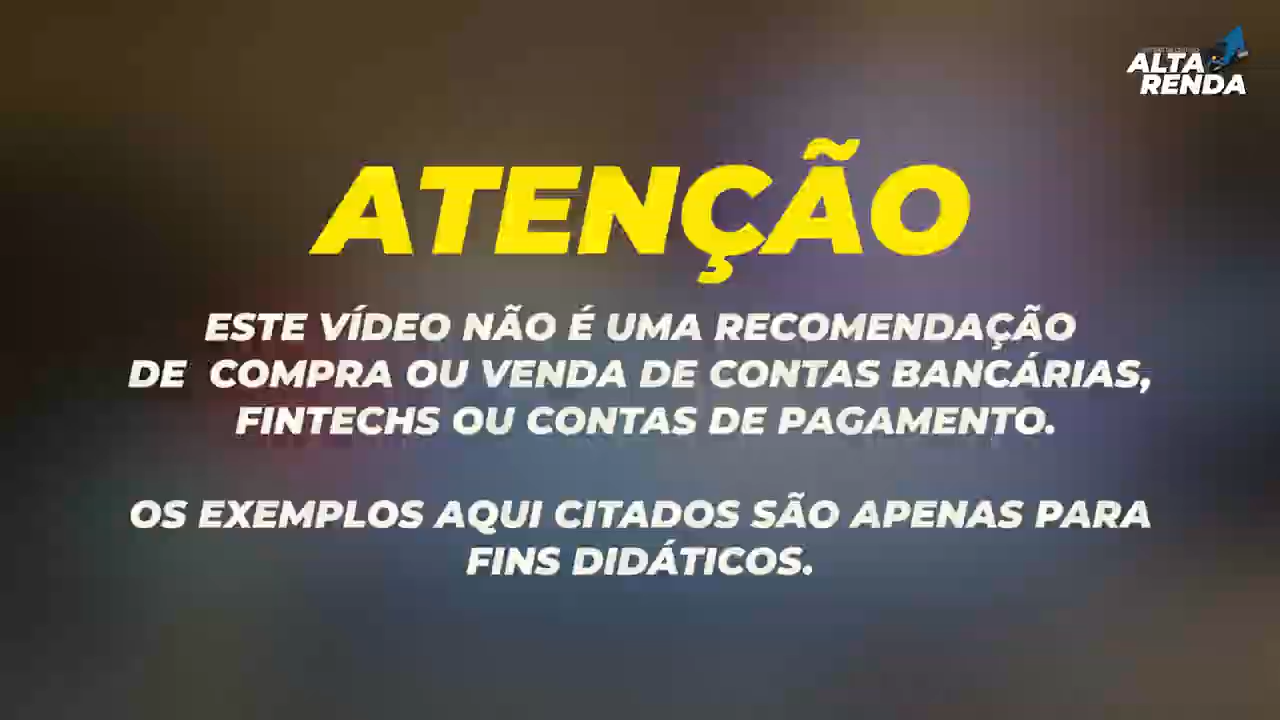 ALTA
RENDA
ATENÇÃO
ESTE VÍDEO NÃO É UMA RECOMENDAÇÃO
DE COMPRA OU VENDA DE CONTAS BANCÁRIAS,
FINTECHS OU CONTAS DE PAGAMENTO.
OS EXEMPLOS AQUI CITADOS SÃO APENAS PARA
FINS DIDÁTICOS.